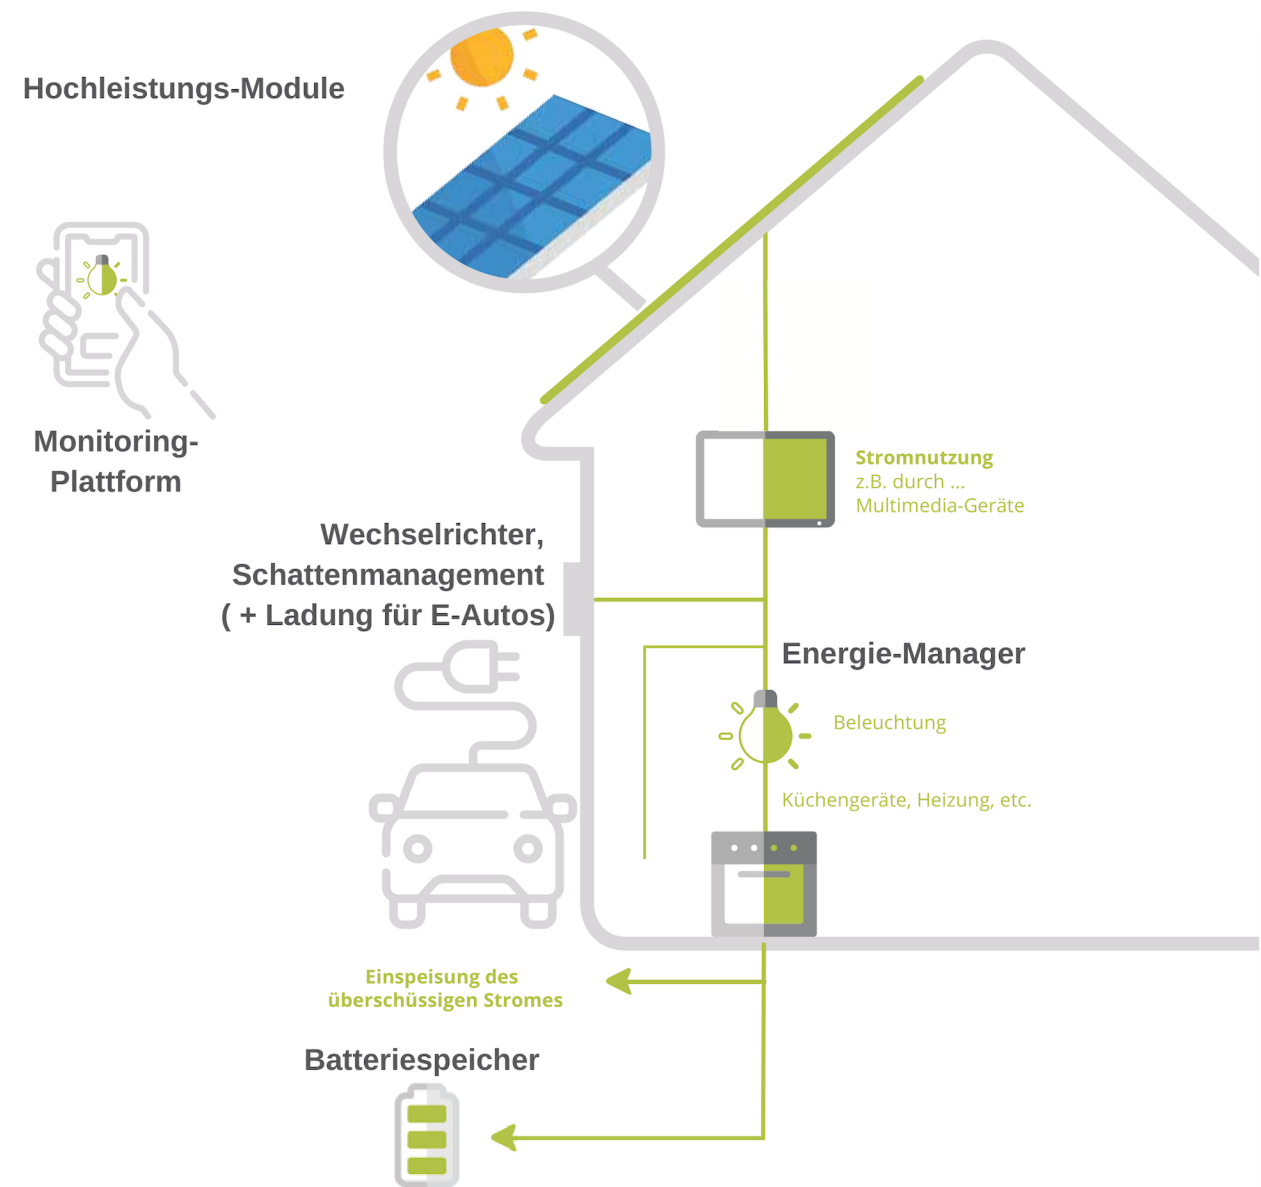 Hochleistungs-Module
Monitoring-
Plattform
Stromnutzung
z.B. durch ...
Multimedia-Geräte
Wechselrichter,
Schattenmanagement
( + Ladung für E-Autos)
Energie-Manager
Beleuchtung
Küchengeräte, Heizung, etc.
Einspeisung des
überschüssigen Stromes
Batteriespeicher